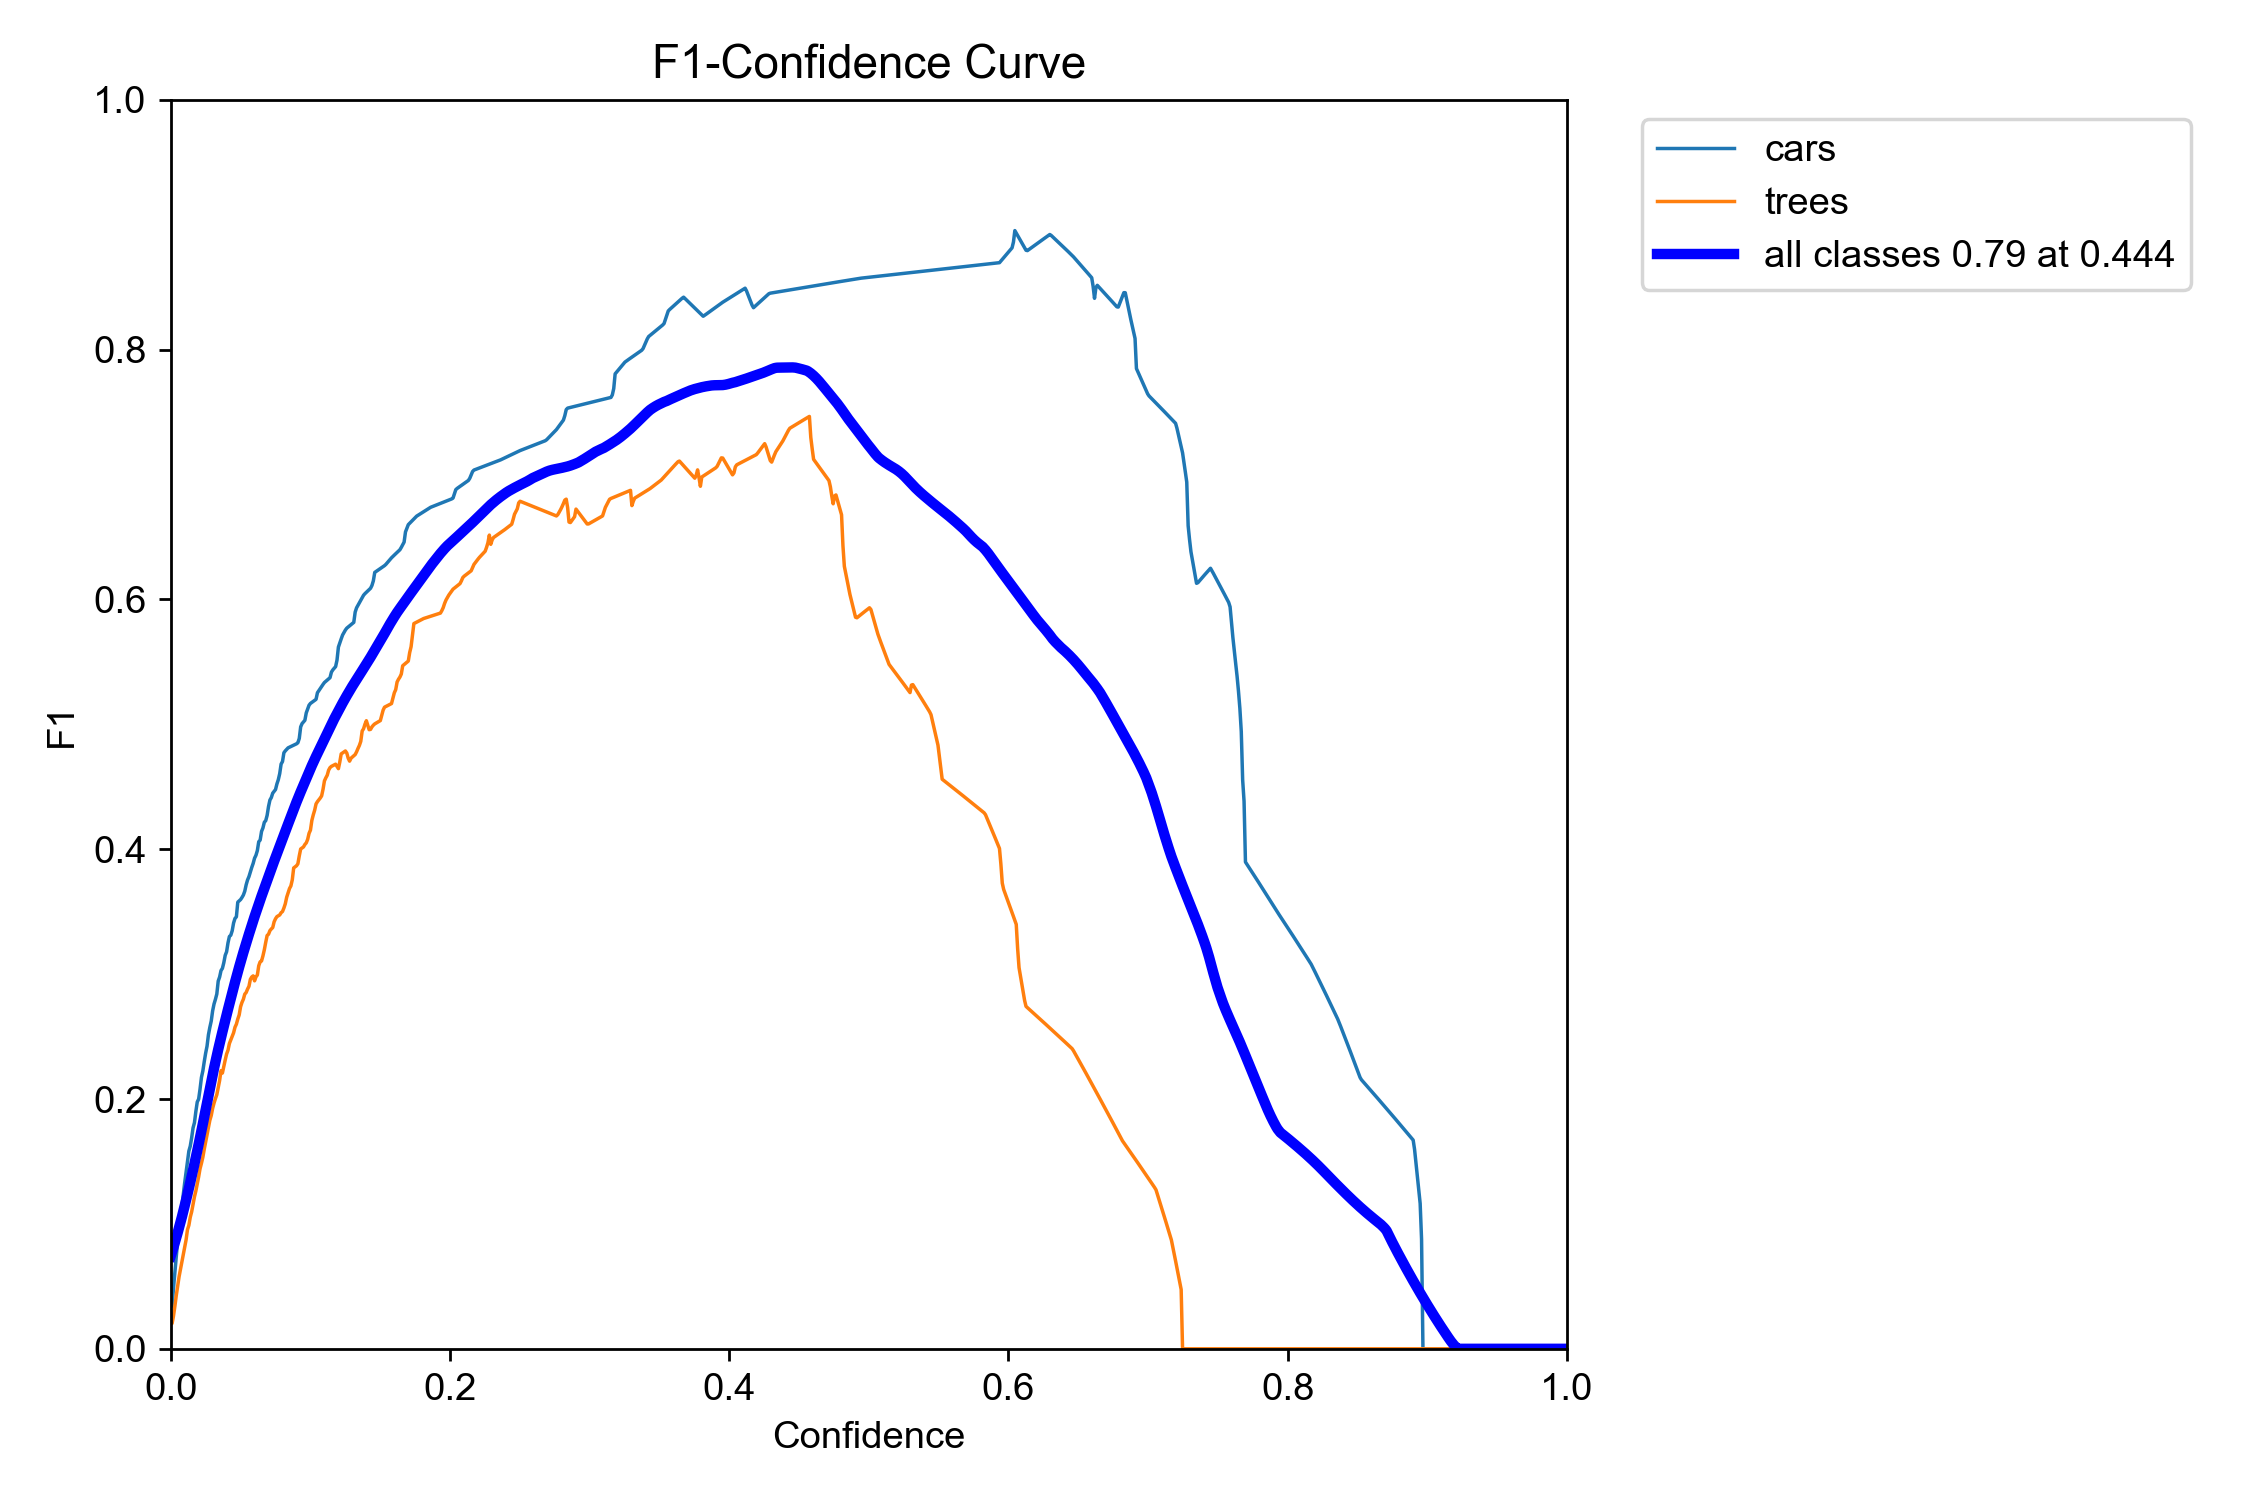 F1-Confidence Curve
1.0
0.8
0.6
0.4
0.2
0.0
F1
0.0 0.2 0.4 0.6 0.8 1.0
Confidence
cars
trees
all classes 0.79 at 0.444